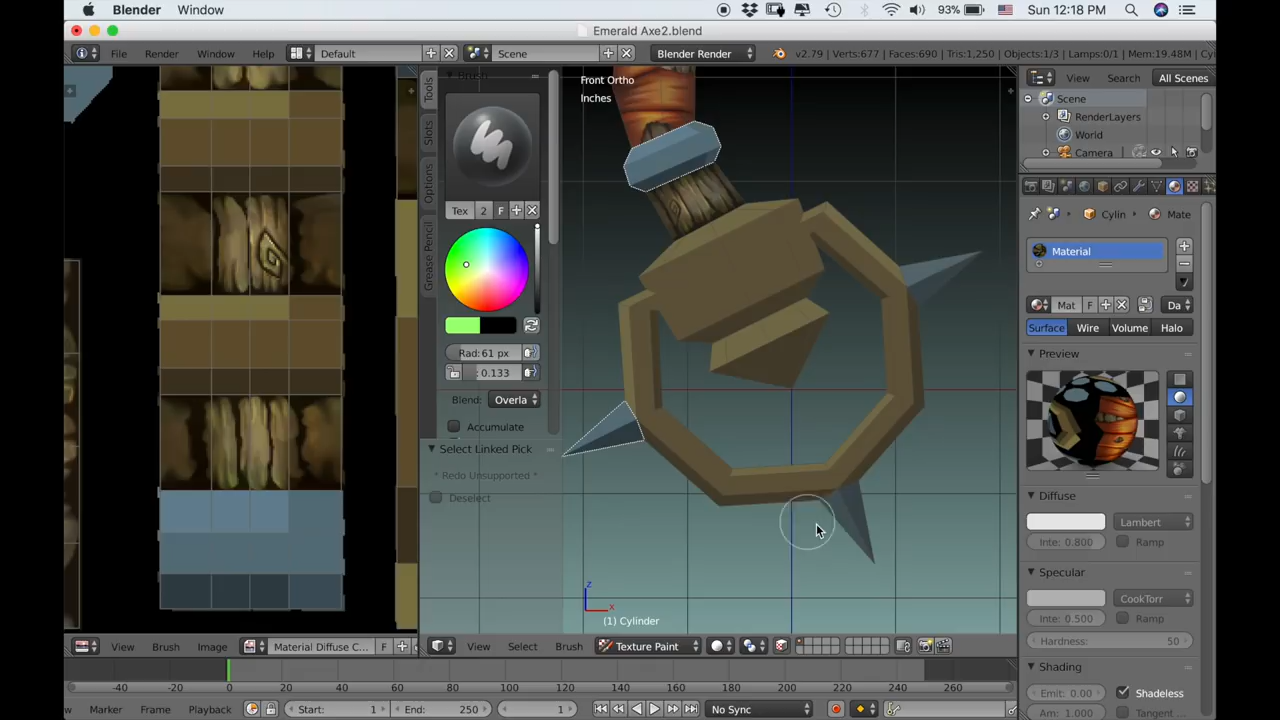 Blender Window 93% Sun 12:18 PM
Emerald Axe2.blend
File Render Window Help Default Scene Blender Render v2.79 | Verts:677 | Faces:690 | Tris:1,250 | Objects:1/3 | Lamps:0/1 | Mem:19.48M | Cy
Brush
Tools
Slots
Options
Grease Pencil
Tex 2 F
Rad: 61 px
: 0.133
Blend: Overla
Accumulate
Select Linked Pick
* Redo Unsupported *
Deselect
Front Ortho
Inches
z
x
(1) Cylinder
View Search All Scenes
Scene
RenderLayers
World
Camera
Cylin Mate
Material
Mat F Da
Surface Wire Volume Halo
Preview
Diffuse
Lambert
Inte: 0.800 Ramp
Specular
CookTorr
Inte: 0.500 Ramp
Hardness: 50
Shading
Emit: 0.00 Shadeless
Am: 1.000 Tangent
View Brush Image Material Diffuse C... F
View Select Brush Texture Paint
-40 -20 0 20 40 60 80 100 120 140 160 180 200 220 240 260
Marker Frame Playback Start: 1 End: 250 1 No Sync